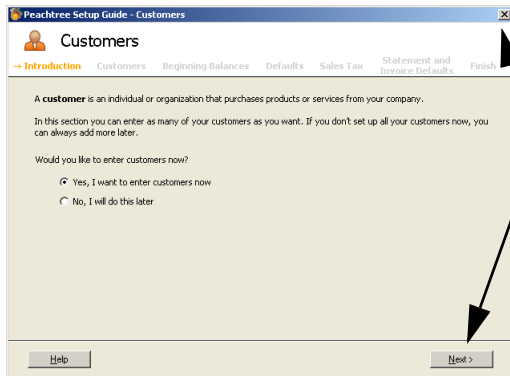 Peachtree Setup Guide - Customers
Customers
→ Introduction Customers Beginning Balances Defaults Sales Tax Statement and Invoice Defaults Finish
A customer is an individual or organization that purchases products or services from your company.
In this section you can enter as many of your customers as you want. If you don't set up all your customers now, you
can always add more later.
Would you like to enter customers now?
Yes, I want to enter customers now
No, I will do this later
Help Next >